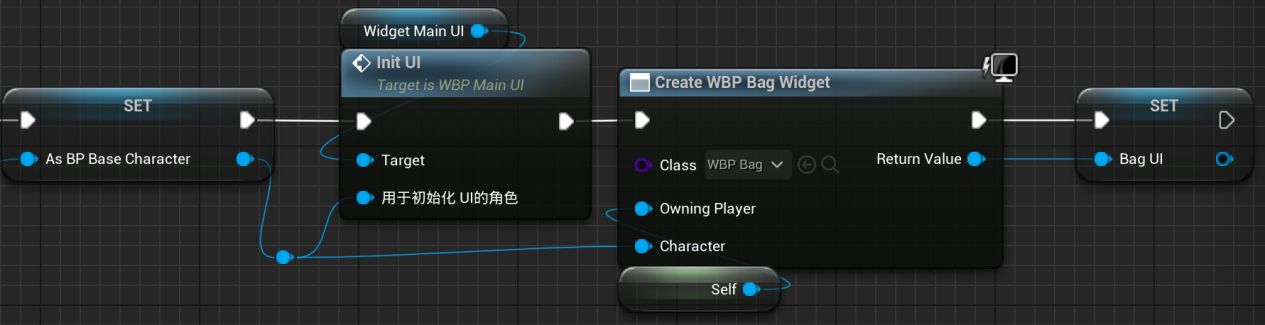 Widget Main UI
Init UI
Target is WBP Main UI
Target
用于初始化 UI的角色
SET
As BP Base Character
Create WBP Bag Widget
Class
WBP Bag
Return Value
Owning Player
Character
Self
SET
Bag UI